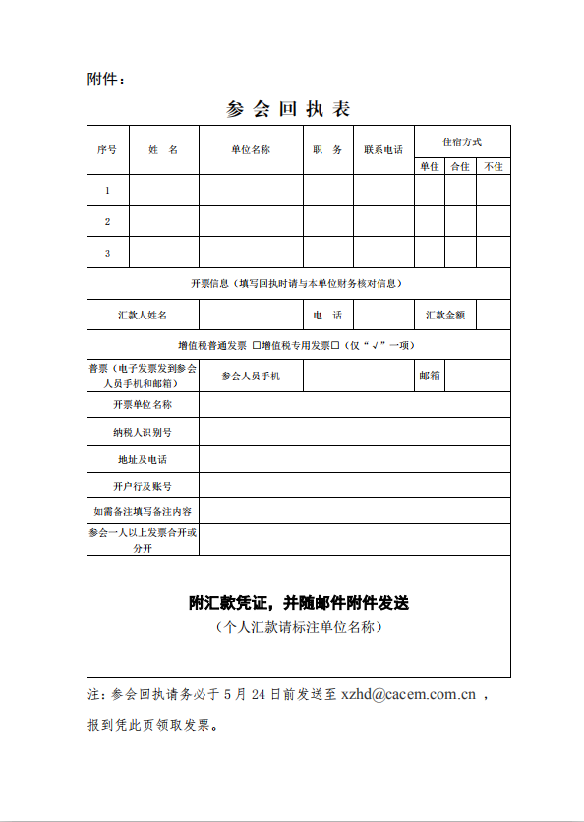 附件：
参会回执表
序号 姓 名 单位名称 职 务 联系电话 住宿方式
单住 合住 不住
1
2
3
开票信息（填写回执时请与本单位财务核对信息）
汇款人姓名 电 话 汇款金额
增值税普通发票 □增值税专用发票□（仅“√”一项）
普票（电子发票发到参会
人员手机和邮箱） 参会人员手机 邮箱
开票单位名称
纳税人识别号
地址及电话
开户行及账号
如需备注填写备注内容
参会一人以上发票合开或
分开
附汇款凭证，并随邮件附件发送
（个人汇款请标注单位名称）
注：参会回执请务必于 5 月 24 日前发送至 xzhd@cacem.com.cn ，
报到凭此页领取发票。